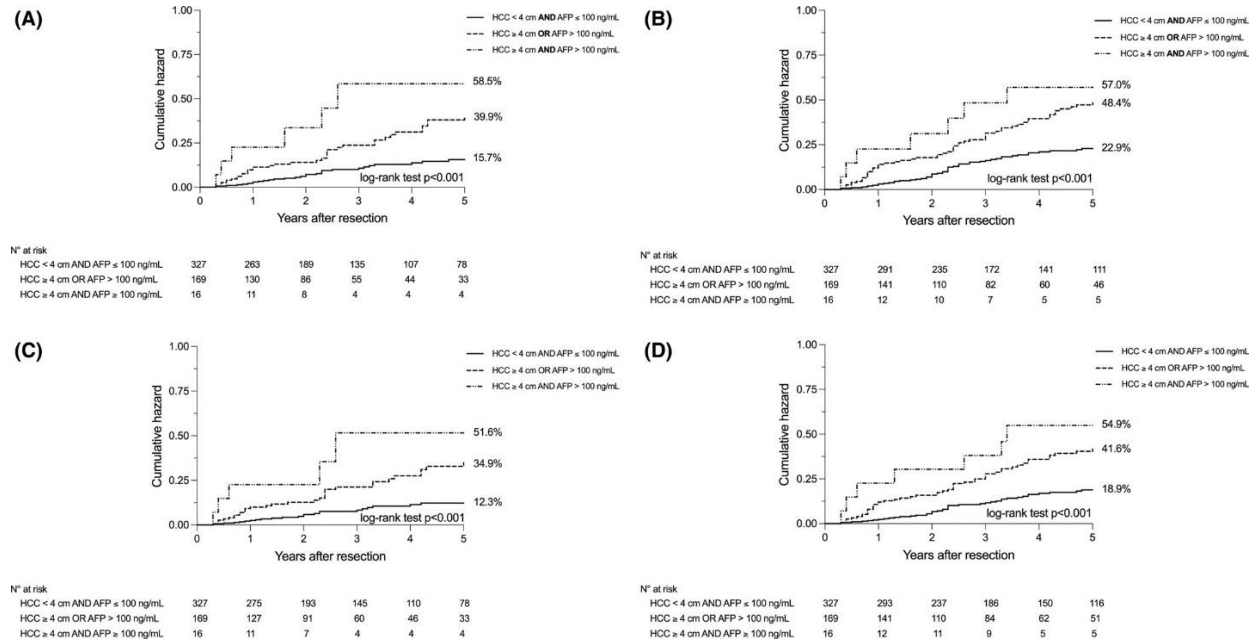 (A)
HCC < 4 cm AND AFP ≤ 100 ng/mL
HCC ≥ 4 cm OR AFP > 100 ng/mL
HCC ≥ 4 cm AND AFP > 100 ng/mL
Cumulative hazard
1.00
0.75
0.50
0.25
0.00
58.5%
39.9%
15.7%
log-rank test p<0.001
0 1 2 3 4 5
Years after resection
N° at risk
HCC < 4 cm AND AFP ≤ 100 ng/mL 327 263 189 135 107 78
HCC ≥ 4 cm OR AFP > 100 ng/mL 169 130 86 55 44 33
HCC ≥ 4 cm AND AFP ≥ 100 ng/mL 16 11 8 4 4 4
(B)
HCC < 4 cm AND AFP ≤ 100 ng/mL
HCC ≥ 4 cm OR AFP > 100 ng/mL
HCC ≥ 4 cm AND AFP > 100 ng/mL
Cumulative hazard
1.00
0.75
0.50
0.25
0.00
57.0%
48.4%
22.9%
log-rank test p<0.001
0 1 2 3 4 5
Years after resection
N° at risk
HCC < 4 cm AND AFP ≤ 100 ng/mL 327 291 235 172 141 111
HCC ≥ 4 cm OR AFP > 100 ng/mL 169 141 110 82 60 46
HCC ≥ 4 cm AND AFP ≥ 100 ng/mL 16 12 10 7 5 5
(C)
HCC < 4 cm AND AFP ≤ 100 ng/mL
HCC ≥ 4 cm OR AFP > 100 ng/mL
HCC ≥ 4 cm AND AFP > 100 ng/mL
Cumulative hazard
1.00
0.75
0.50
0.25
0.00
51.6%
34.9%
12.3%
log-rank test p<0.001
0 1 2 3 4 5
Years after resection
N° at risk
HCC < 4 cm AND AFP ≤ 100 ng/mL 327 275 193 145 110 78
HCC ≥ 4 cm OR AFP > 100 ng/mL 169 127 91 60 46 33
HCC ≥ 4 cm AND AFP ≥ 100 ng/mL 16 11 7 4 4 4
(D)
HCC < 4 cm AND AFP ≤ 100 ng/mL
HCC ≥ 4 cm OR AFP > 100 ng/mL
HCC ≥ 4 cm AND AFP > 100 ng/mL
Cumulative hazard
1.00
0.75
0.50
0.25
0.00
54.9%
41.6%
18.9%
log-rank test p<0.001
0 1 2 3 4 5
Years after resection
N° at risk
HCC < 4 cm AND AFP ≤ 100 ng/mL 327 293 237 186 150 116
HCC ≥ 4 cm OR AFP > 100 ng/mL 169 141 110 84 62 51
HCC ≥ 4 cm AND AFP ≥ 100 ng/mL 16 12 11 9 5 5